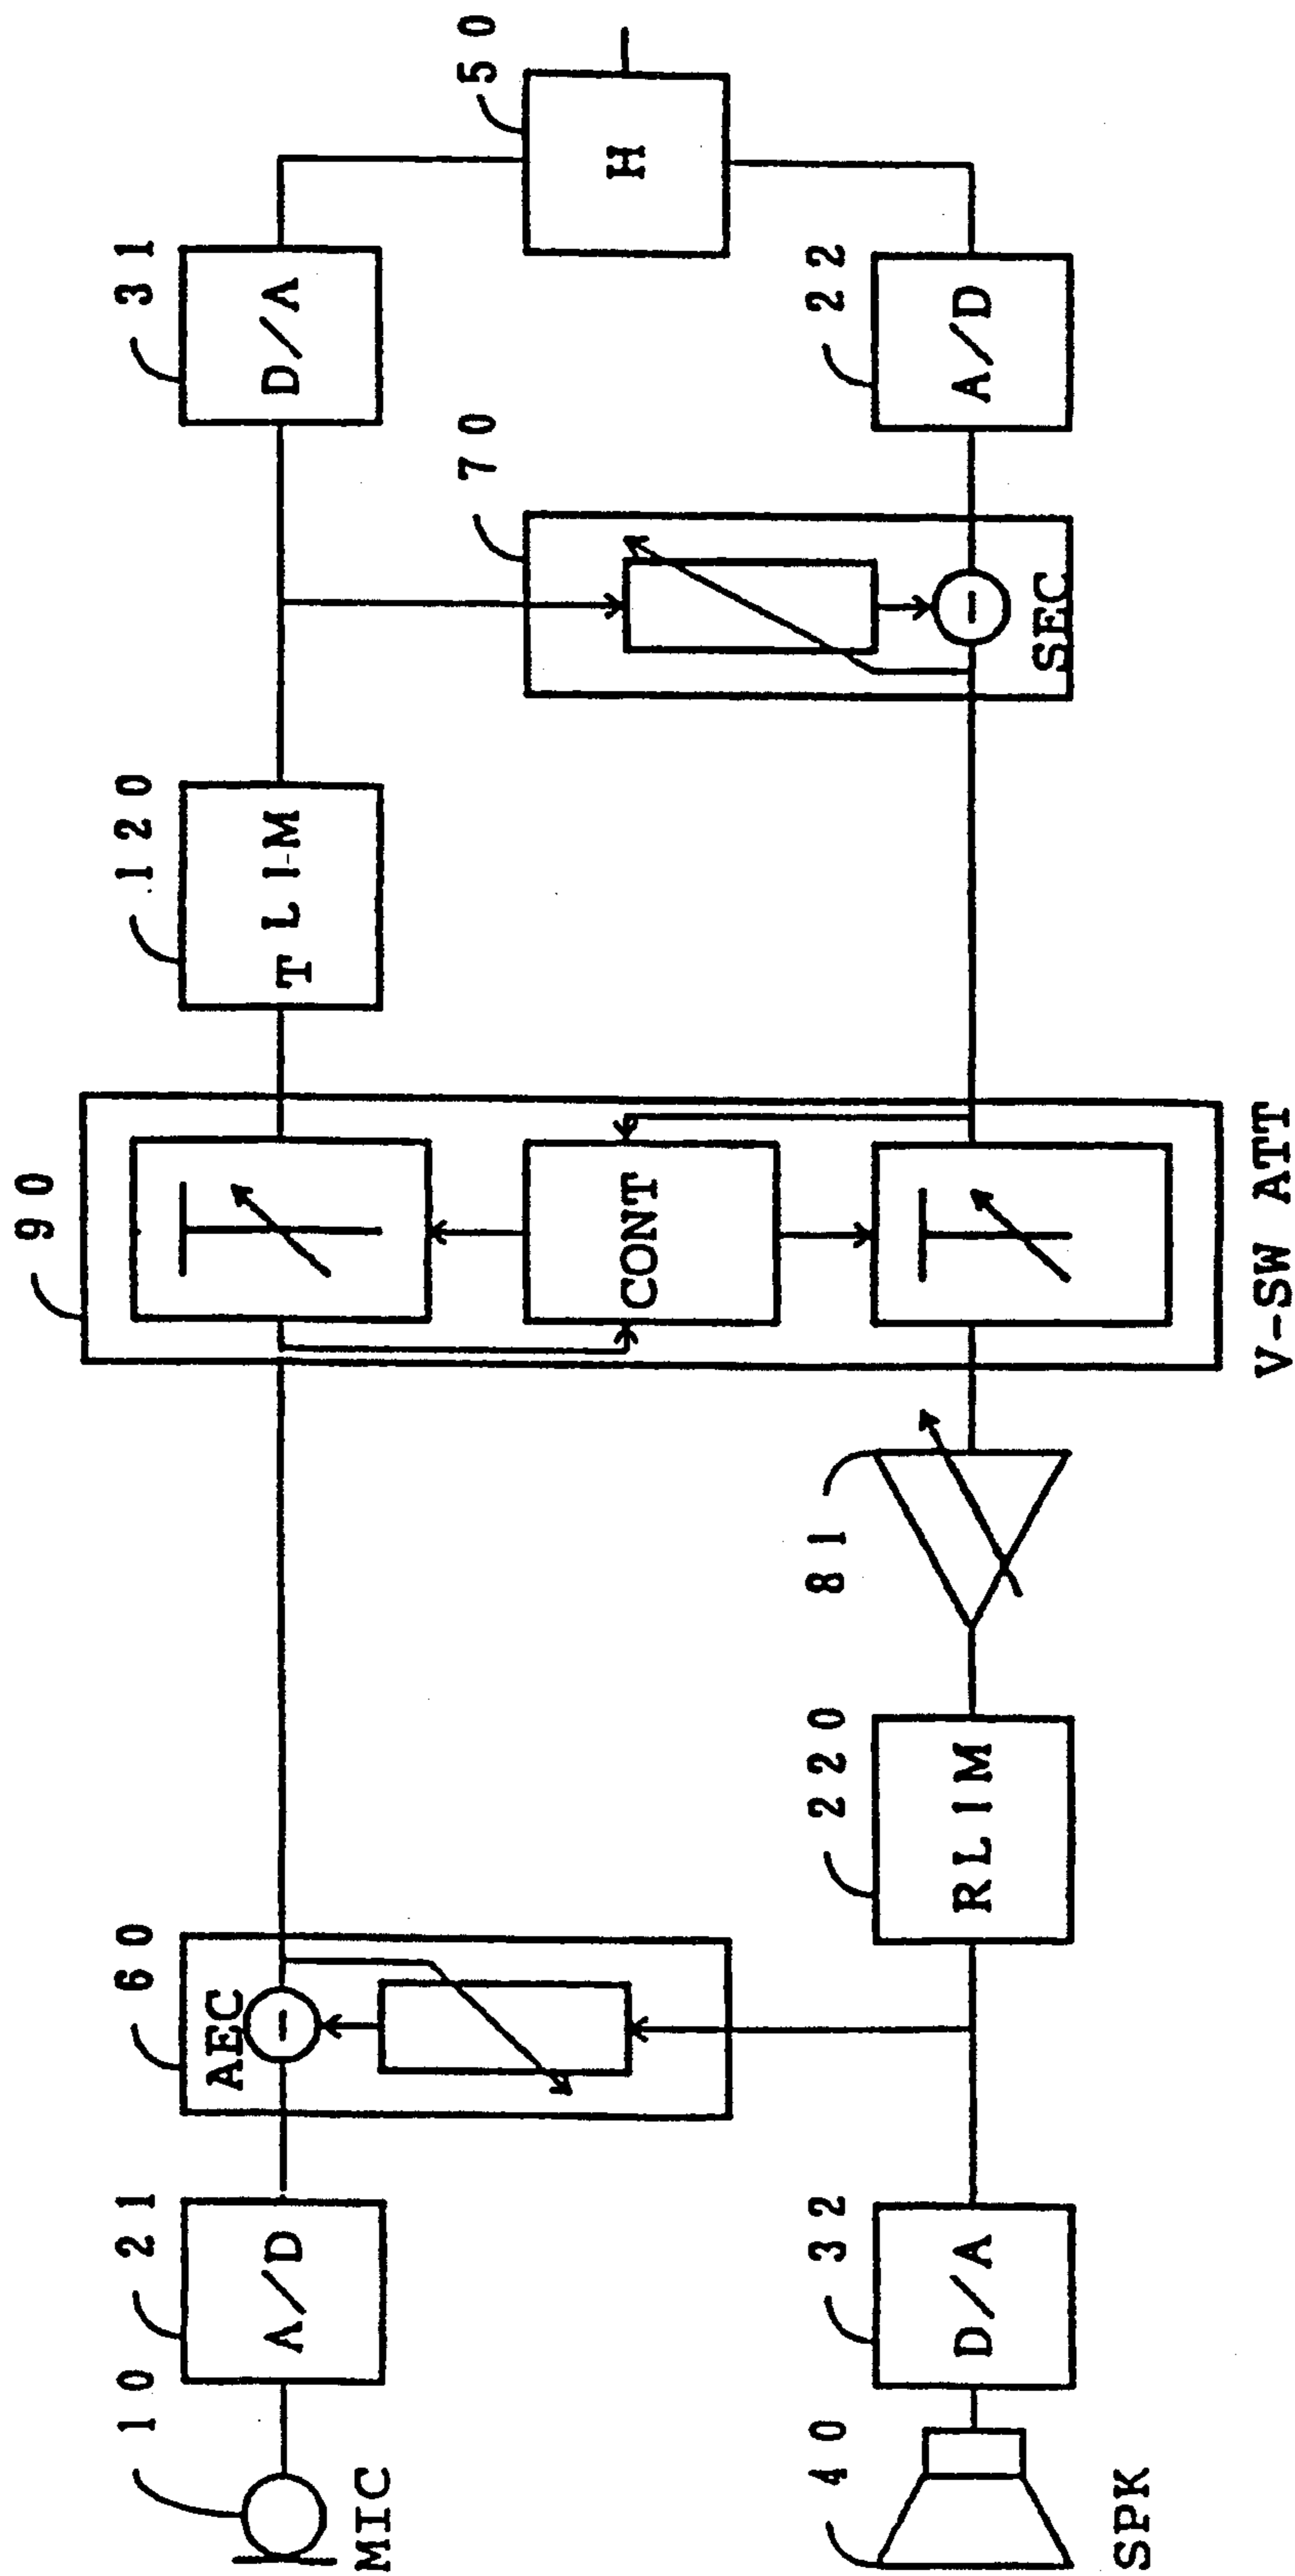 10
MIC
21
A/D
60
AEC
90
CONT
V-SW ATT
120
TLIM
31
D/A
50
H
70
SEC
22
A/D
81
220
RLIM
32
D/A
40
SPK